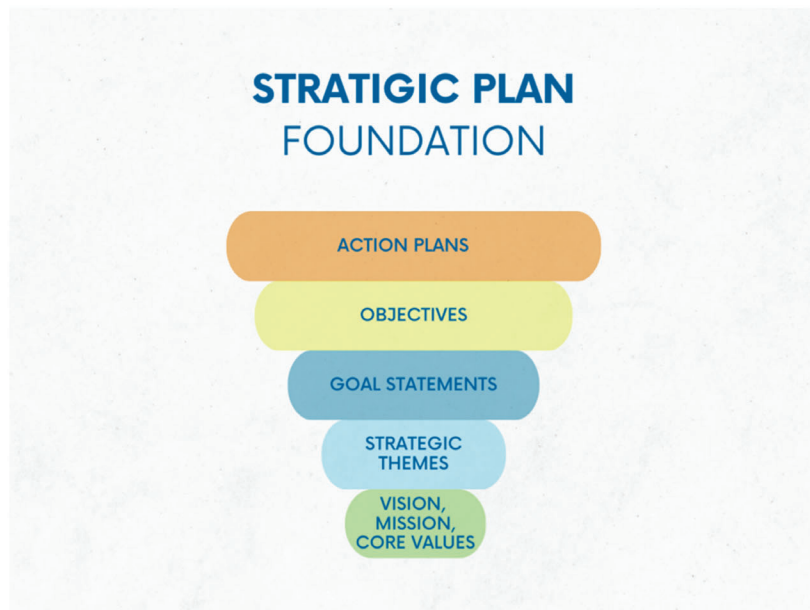 STRATIGIC PLAN
FOUNDATION
ACTION PLANS
OBJECTIVES
GOAL STATEMENTS
STRATEGIC
THEMES
VISION,
MISSION,
CORE VALUES